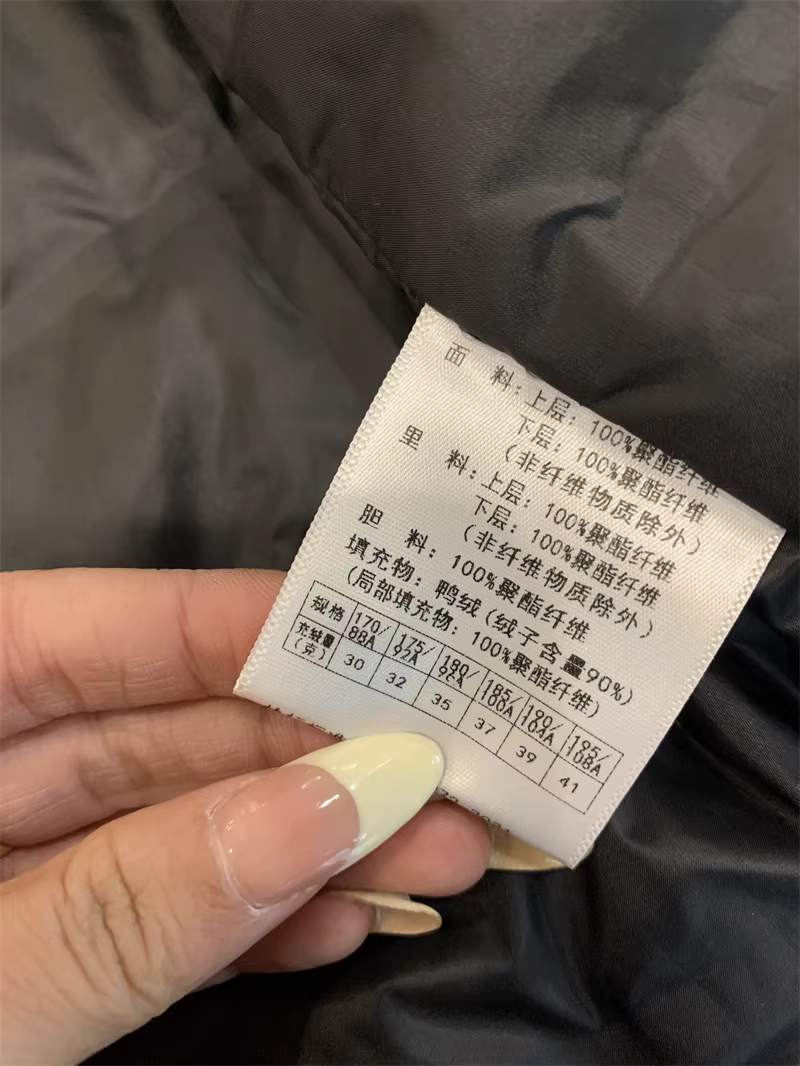 面 料:上层: 100%聚酯纤维
下层: 100%聚酯纤维
(非纤维物质除外)
里 料:上层: 100%聚酯纤维
下层: 100%聚酯纤维
(非纤维物质除外)
胆 料: 100%聚酯纤维
填充物: 鸭绒(绒子含量90%)
(局部填充物: 100%聚酯纤维)
规格 170/88A 175/92A 180/96A 185/100A 190/104A 195/108A
充绒量(克) 30 32 35 37 39 41